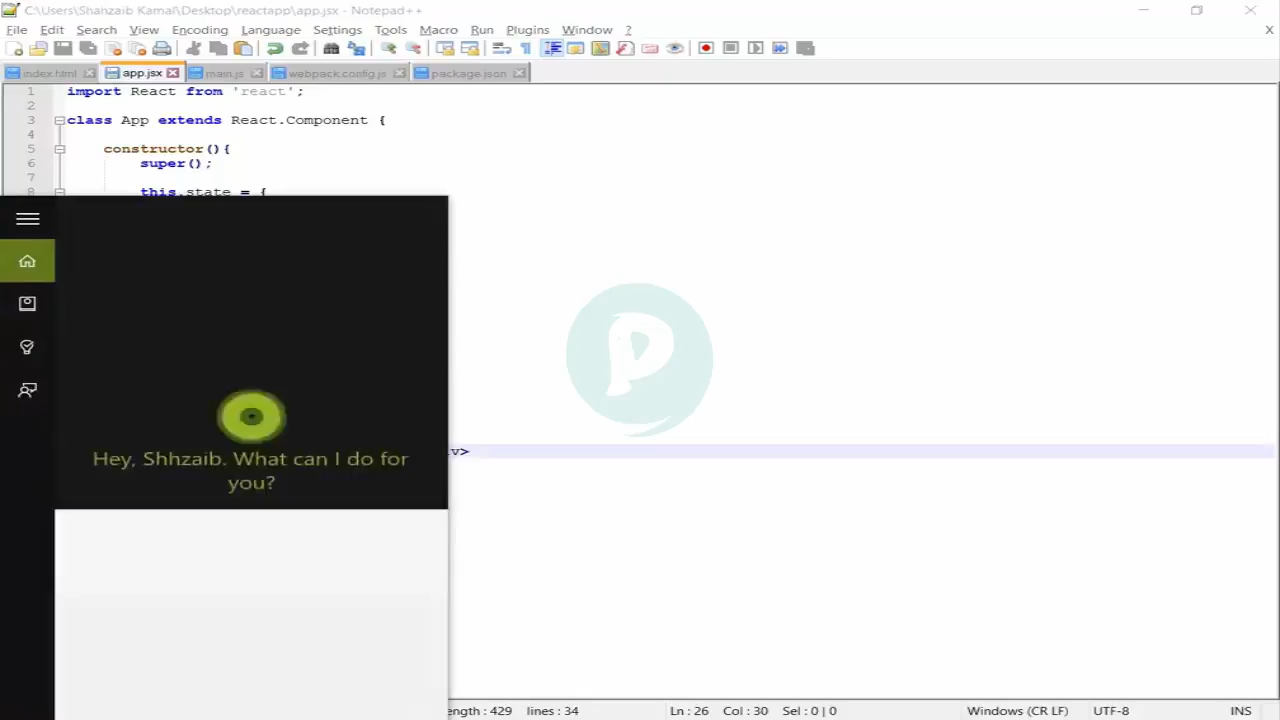 C:\Users\Shahzaib Kamal\Desktop\reactapp\app.jsx - Notepad++
File Edit Search View Encoding Language Settings Tools Macro Run Plugins Window ? X
index.html app.jsx main.js webpack.config.js package.json
1 import React from 'react';
2
3 class App extends React.Component {
4
5 constructor(){
6 super();
7
8 this.state = {
Hey, Shhzaib. What can I do for
you?
iv>
P
ength : 429 lines : 34 Ln : 26 Col : 30 Sel : 0 | 0 Windows (CR LF) UTF-8 INS